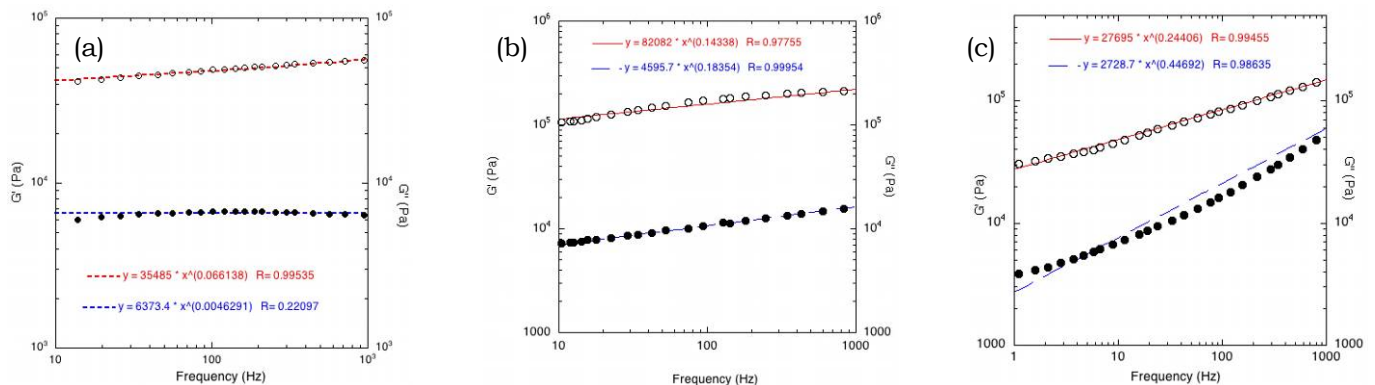 (a)
10⁵
10⁴
10³
G' (Pa)
y = 35485 * x^(0.066138) R= 0.99535
y = 6373.4 * x^(0.0046291) R= 0.22097
10⁵
10⁴
10³
G" (Pa)
10 100 10³
Frequency (Hz)
(b)
10⁶
10⁵
10⁴
1000
G' (Pa)
y = 82082 * x^(0.14338) R= 0.97755
y = 4595.7 * x^(0.18354) R= 0.99954
10⁶
10⁵
10⁴
1000
G" (Pa)
10 100 1000
Frequency (Hz)
(c)
10⁵
10⁴
1000
G' (Pa)
y = 27695 * x^(0.24406) R= 0.99455
y = 2728.7 * x^(0.44692) R= 0.98635
10⁵
10⁴
1000
G" (Pa)
1 10 100 1000
Frequency (Hz)